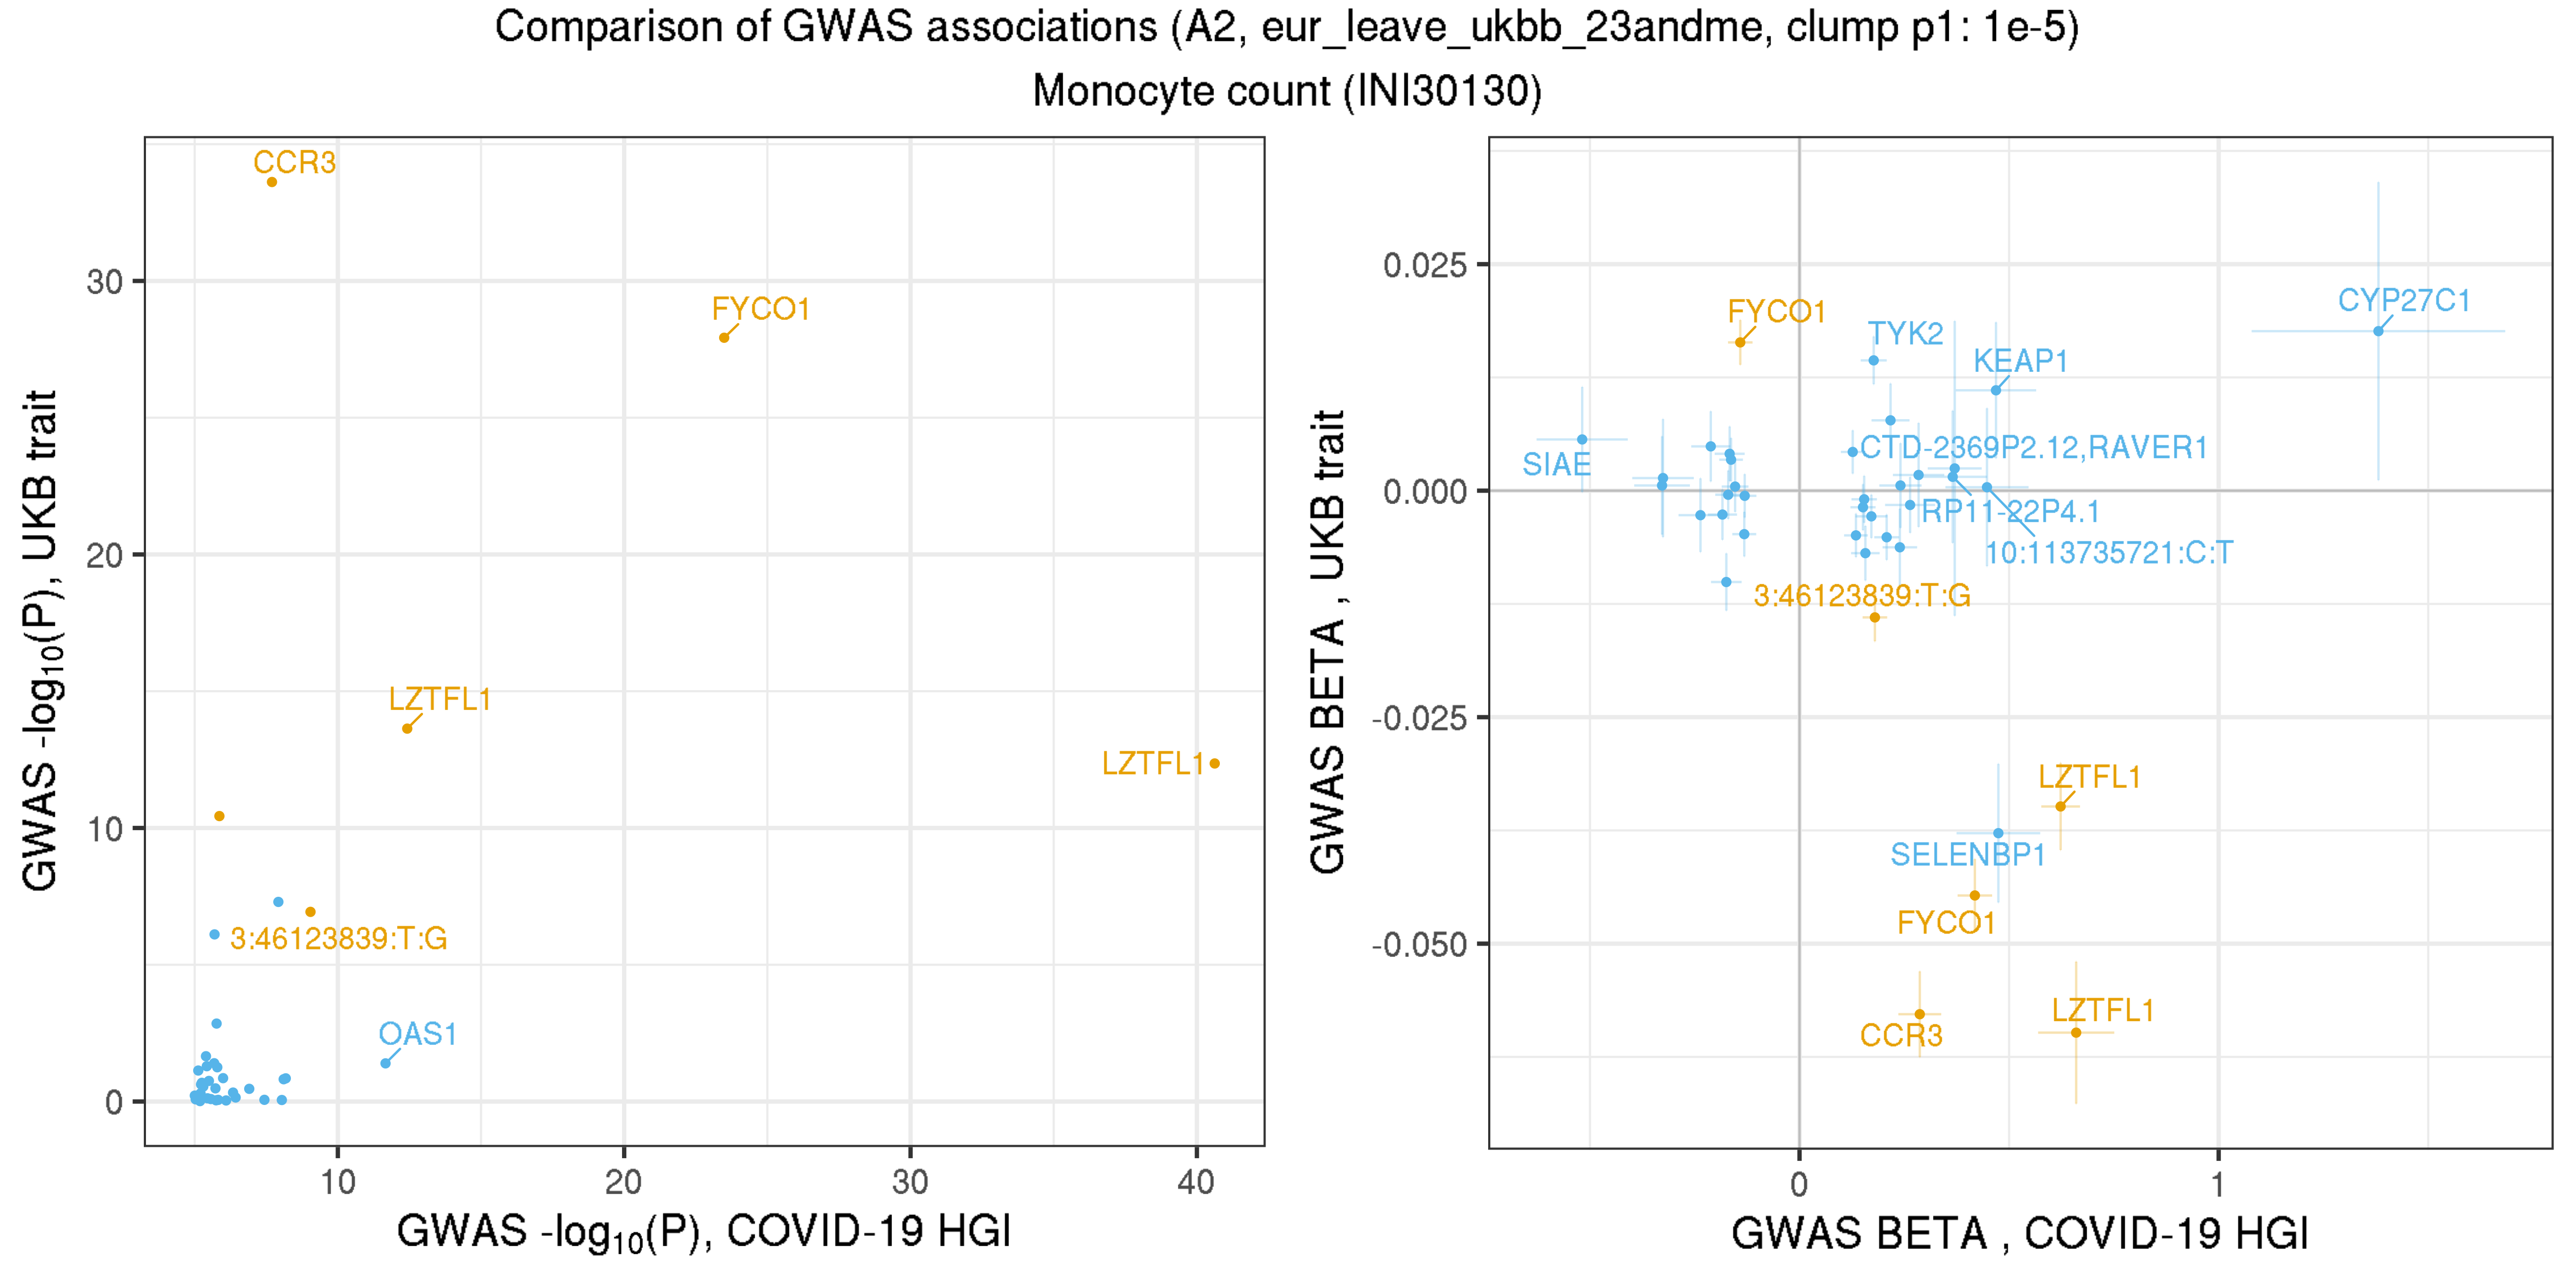 Comparison of GWAS associations (A2, eur_leave_ukbb_23andme, clump p1: 1e-5)
Monocyte count (INI30130)
GWAS -log10(P), UKB trait
30
20
10
0
CCR3
FYCO1
LZTFL1
LZTFL1
3:46123839:T:G
OAS1
10
20
30
40
GWAS -log10(P), COVID-19 HGI
GWAS BETA , UKB trait
0.025
0.000
-0.025
-0.050
CYP27C1
FYCO1
TYK2
KEAP1
CTD-2369P2.12,RAVER1
SIAE
RP11-22P4.1
10:113735721:C:T
3:46123839:T:G
LZTFL1
SELENBP1
FYCO1
LZTFL1
CCR3
0
1
GWAS BETA , COVID-19 HGI